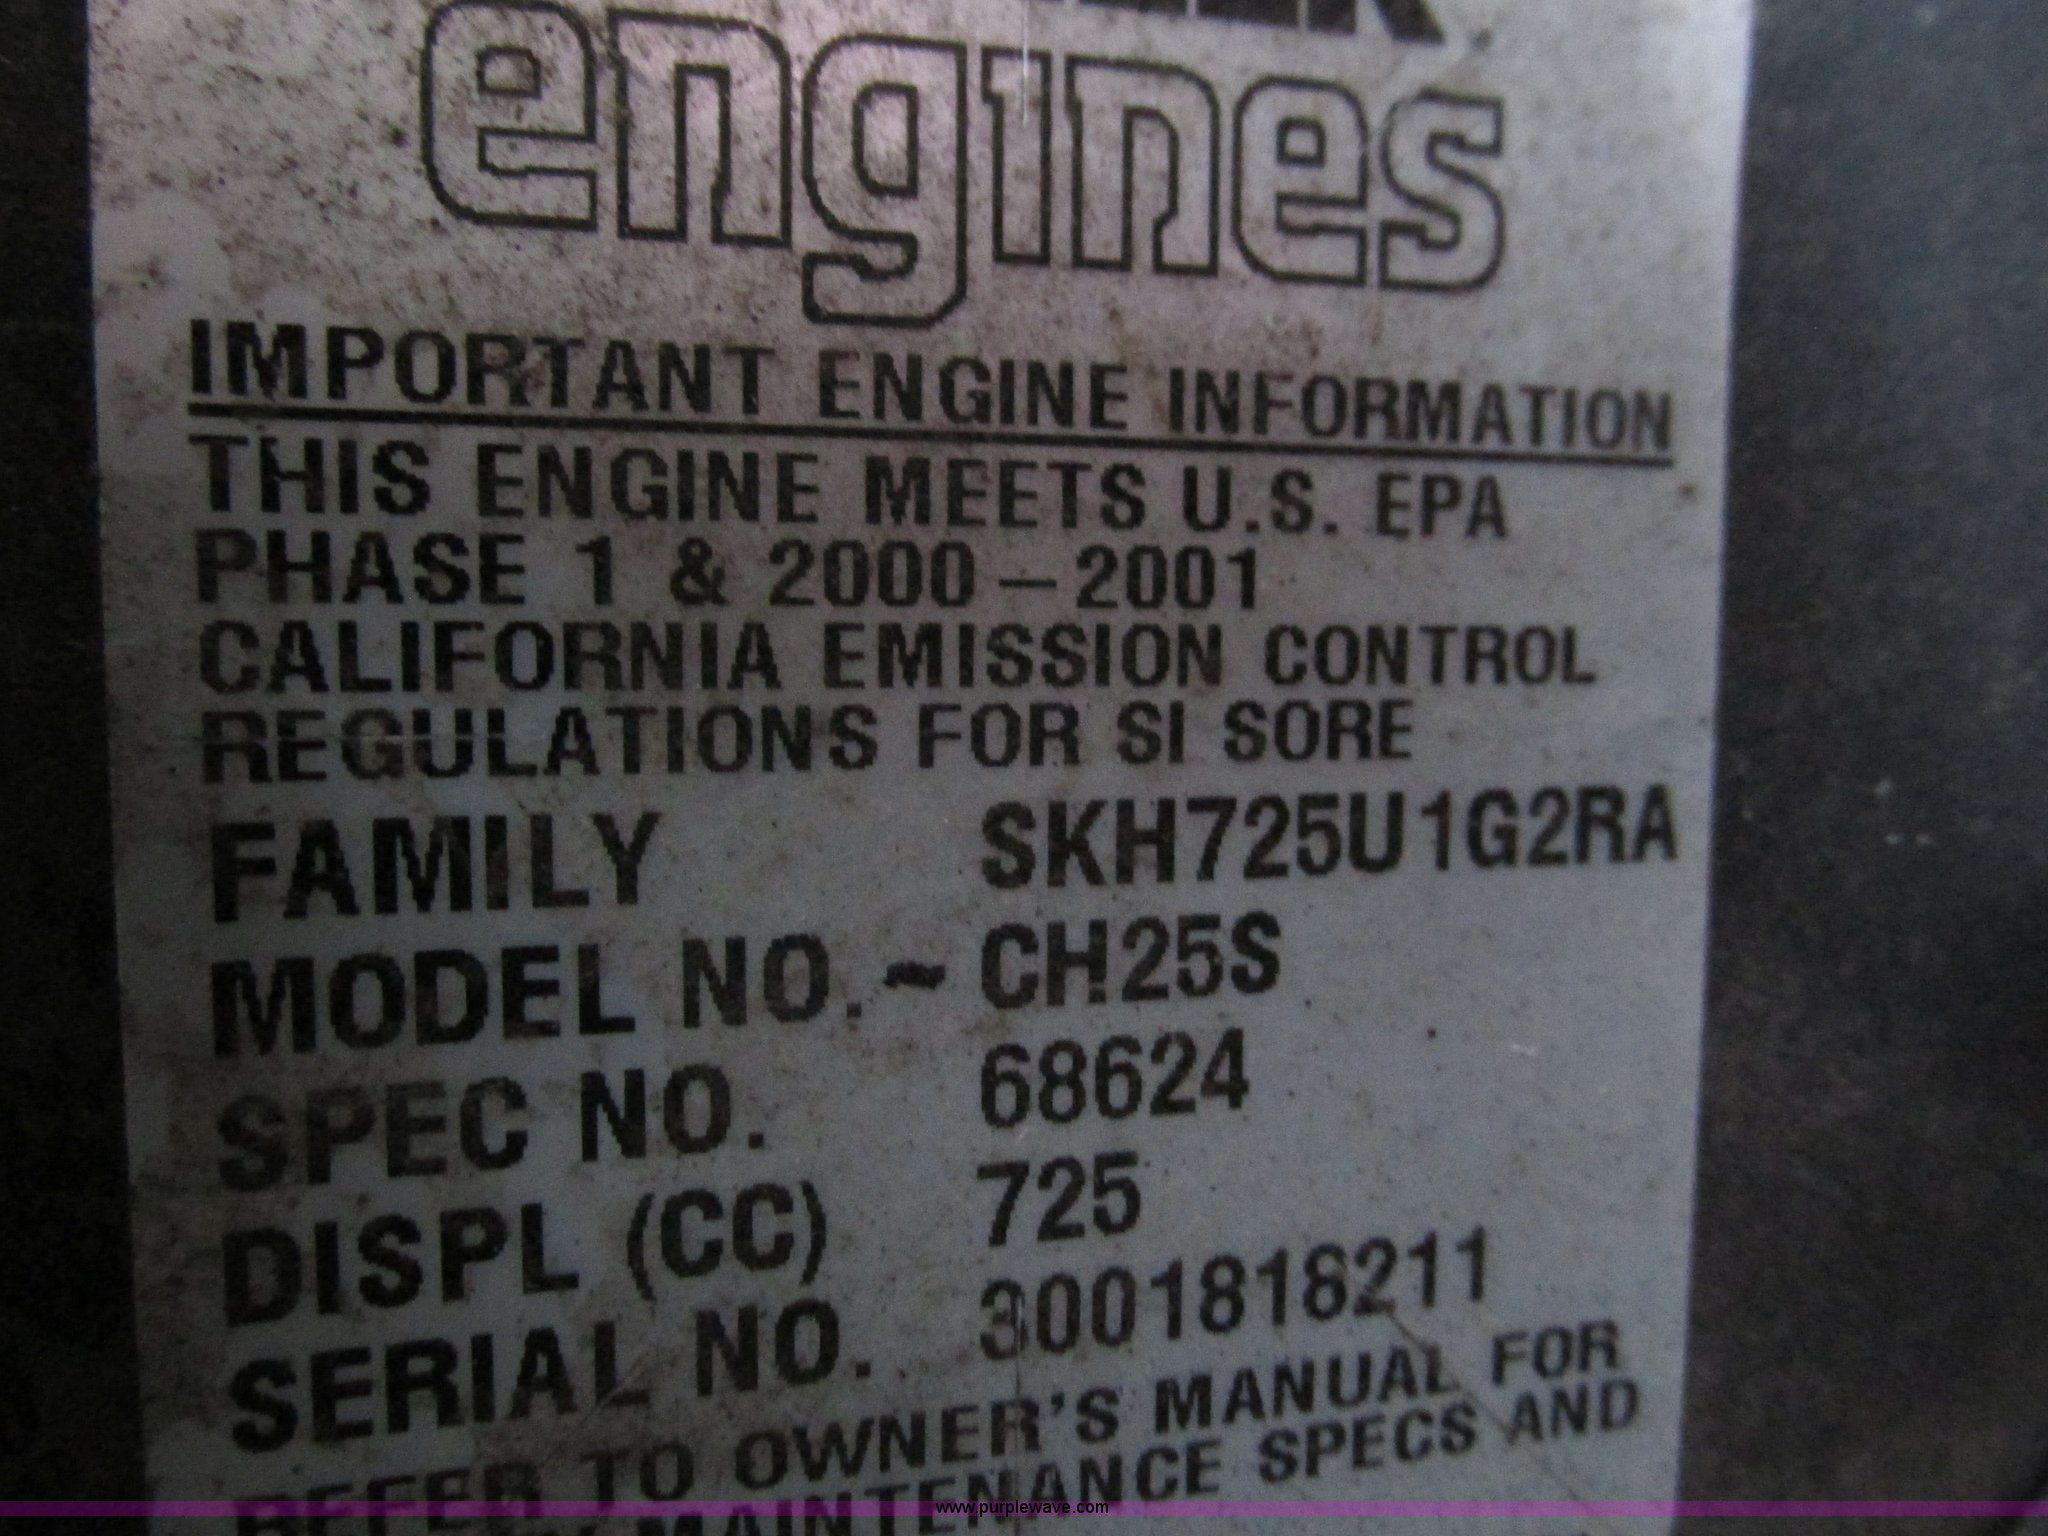 engines
IMPORTANT ENGINE INFORMATION
THIS ENGINE MEETS U.S. EPA
PHASE 1 & 2000-2001
CALIFORNIA EMISSION CONTROL
REGULATIONS FOR SI SORE
FAMILY SKH725U1G2RA
MODEL NO.~ CH25S
SPEC NO. 68624
DISPL (CC) 725
SERIAL NO. 3001818211
REFER TO OWNER'S MANUAL FOR
MAINTENANCE SPECS AND
www.purplewave.com